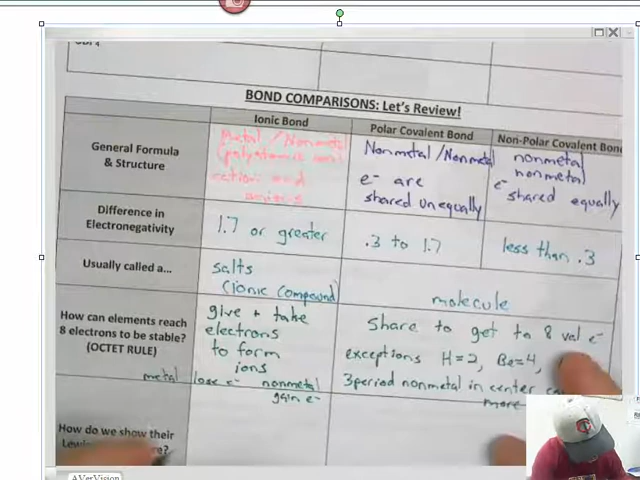 BOND COMPARISONS: Let's Review!
Ionic Bond
Polar Covalent Bond
Non-Polar Covalent Bond
General Formula
& Structure
Metal / Nonmetal
(polyatomic
cation and
anions
Nonmetal / Nonmetal
e⁻ are
shared unequally
nonmetal
nonmetal
e⁻ shared equally
Difference in
Electronegativity
1.7 or greater
.3 to 1.7
less than .3
Usually called a...
salts
(ionic compound)
molecule
How can elements reach
8 electrons to be stable?
(OCTET RULE)
metal
give + take
electrons
to form
ions
lose e⁻ nonmetal
gain e⁻
Share to get to 8 val e⁻
exceptions H=2, Be=4,
3period nonmetal in center
more
How do we show their
AVerVision